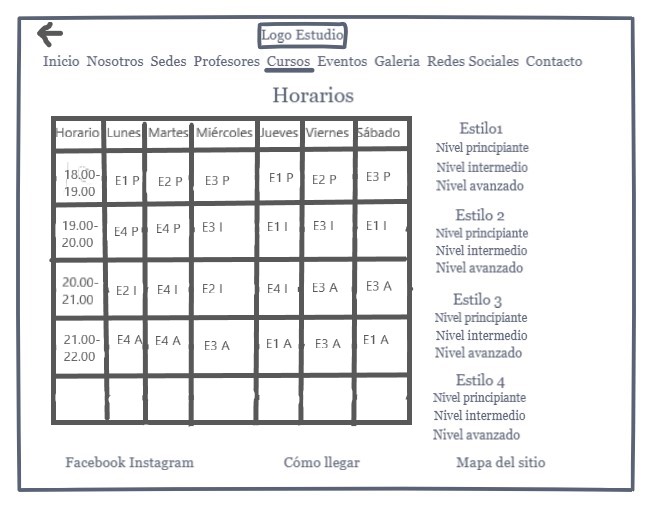 Logo Estudio
Inicio Nosotros Sedes Profesores Cursos Eventos Galeria Redes Sociales Contacto
Horarios
Horario Lunes Martes Miércoles Jueves Viernes Sábado
18.00-
19.00
E1 P E2 P E3 P E1 P E2 P E3 P
19.00-
20.00
E4 P E4 P E3 I E1 I E3 I E1 I
20.00-
21.00
E2 I E4 I E2 I E4 I E3 A E3 A
21.00-
22.00
E4 A E4 A E3 A E1 A E3 A E1 A
Estilo1
Nivel principiante
Nivel intermedio
Nivel avanzado
Estilo 2
Nivel principiante
Nivel intermedio
Nivel avanzado
Estilo 3
Nivel principiante
Nivel intermedio
Nivel avanzado
Estilo 4
Nivel principiante
Nivel intermedio
Nivel avanzado
Facebook Instagram Cómo llegar Mapa del sitio